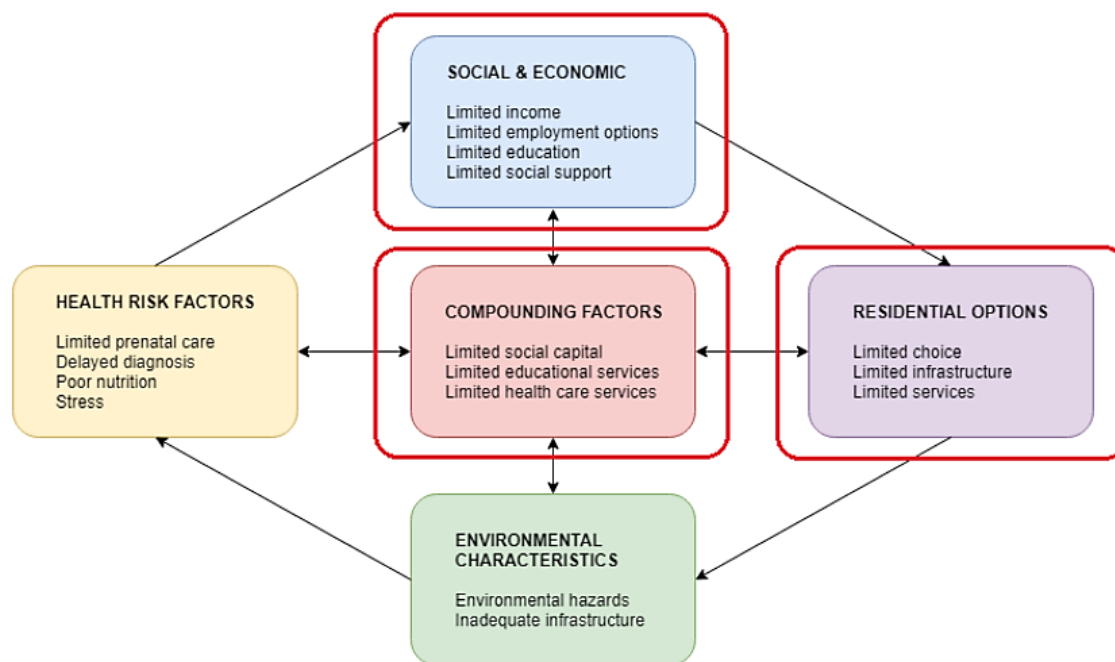 SOCIAL & ECONOMIC
Limited income
Limited employment options
Limited education
Limited social support
HEALTH RISK FACTORS
Limited prenatal care
Delayed diagnosis
Poor nutrition
Stress
COMPOUNDING FACTORS
Limited social capital
Limited educational services
Limited health care services
RESIDENTIAL OPTIONS
Limited choice
Limited infrastructure
Limited services
ENVIRONMENTAL
CHARACTERISTICS
Environmental hazards
Inadequate infrastructure